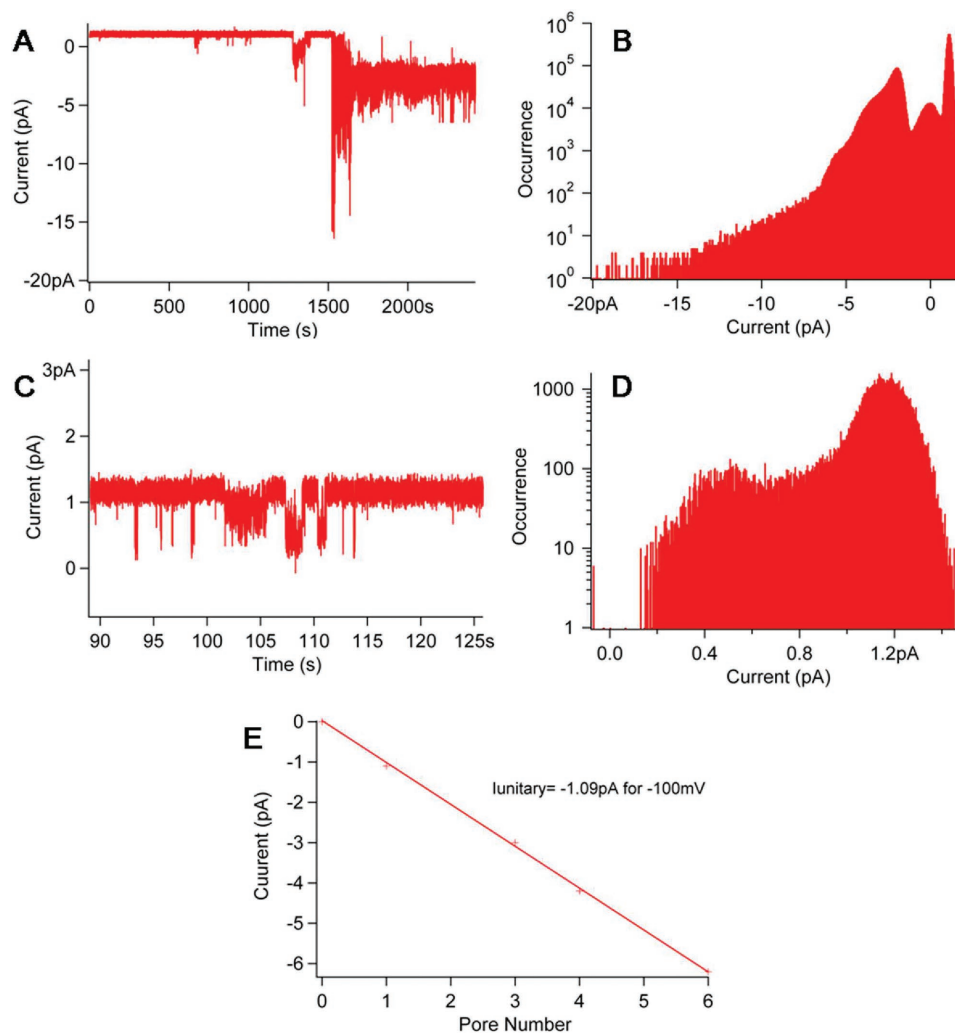 A
Current (pA)
0
-5
-10
-15
-20pA
0 500 1000 1500 2000s
Time (s)
B
Occurrence
10^6
10^5
10^4
10^3
10^2
10^1
10^0
-20pA -15 -10 -5 0
Current (pA)
C
Current (pA)
3pA
2
1
0
90 95 100 105 110 115 120 125s
Time (s)
D
Occurrence
1000
100
10
1
0.0 0.4 0.8 1.2pA
Current (pA)
E
Cuurent (pA)
0
-1
-2
-3
-4
-5
-6
Iunitary= -1.09pA for -100mV
0 1 2 3 4 5 6
Pore Number